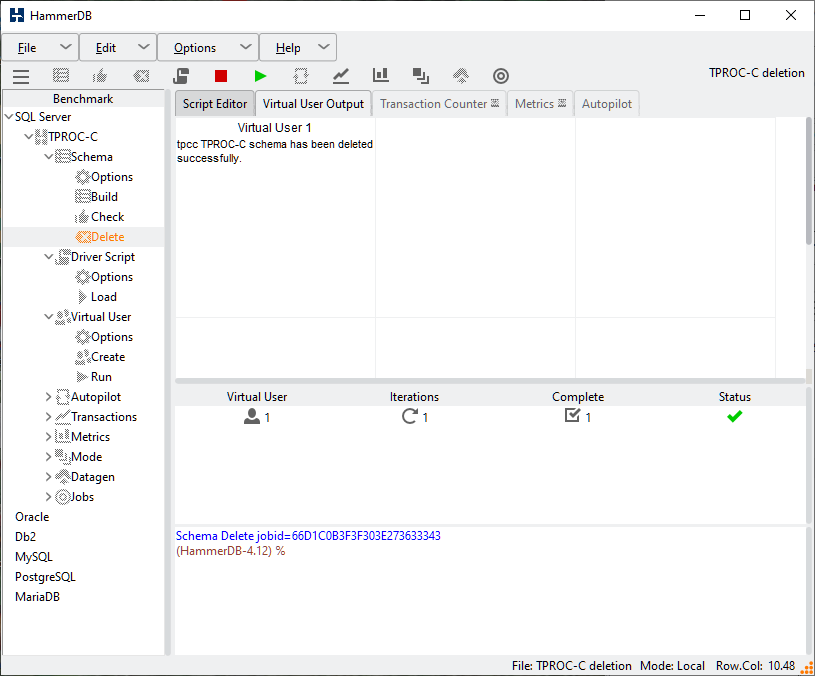 HammerDB
File Edit Options Help
TPROC-C deletion
Benchmark
SQL Server
TPROC-C
Schema
Options
Build
Check
Delete
Driver Script
Options
Load
Virtual User
Options
Create
Run
Autopilot
Transactions
Metrics
Mode
Datagen
Jobs
Oracle
Db2
MySQL
PostgreSQL
MariaDB
Script Editor Virtual User Output Transaction Counter Metrics Autopilot
Virtual User 1
tpcc TPROC-C schema has been deleted
successfully.
Virtual User Iterations Complete Status
1 1 1
Schema Delete jobid=66D1C0B3F3F303E273633343
(HammerDB-4.12) %
File: TPROC-C deletion Mode: Local Row.Col: 10.48